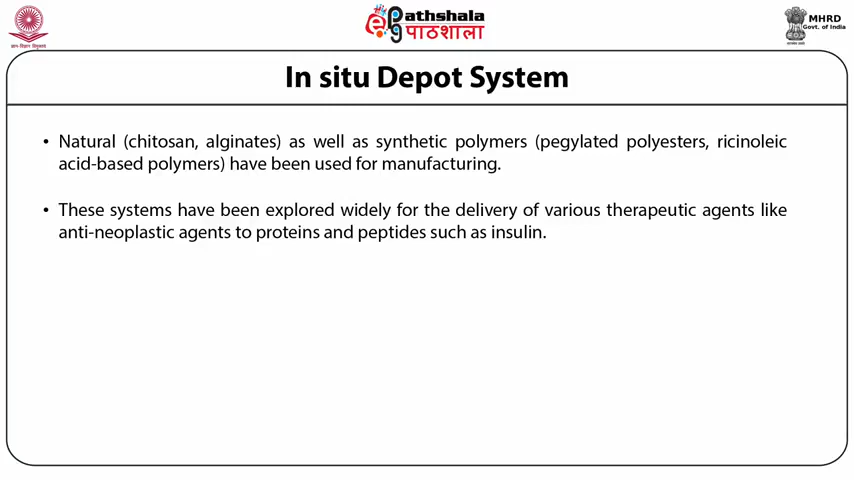 ePathshala
पाठशाला
MHRD
Govt. of India
In situ Depot System
• Natural (chitosan, alginates) as well as synthetic polymers (pegylated polyesters, ricinoleic
acid-based polymers) have been used for manufacturing.
• These systems have been explored widely for the delivery of various therapeutic agents like
anti-neoplastic agents to proteins and peptides such as insulin.